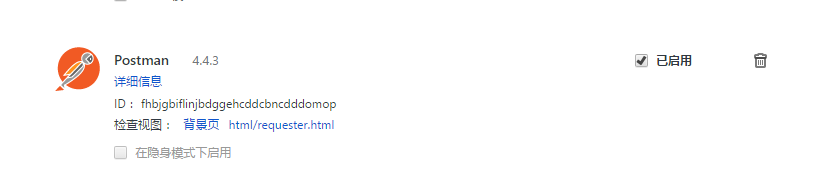 Postman 4.4.3 已启用
详细信息
ID： fhbjgbiflinjbdggehcddcbncdddomop
检查视图： 背景页 html/requester.html
在隐身模式下启用